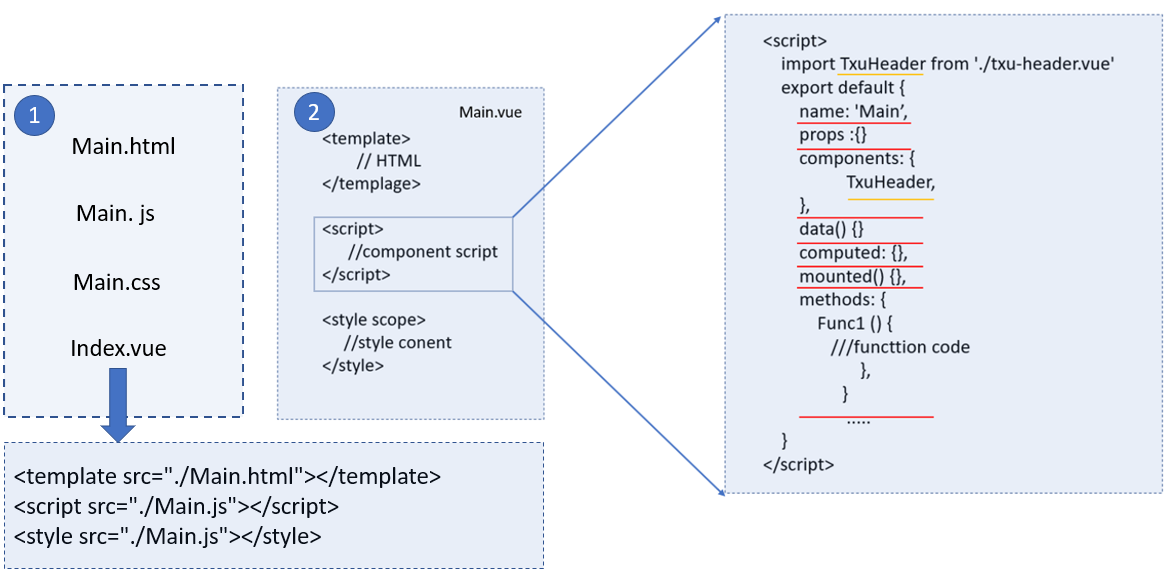 1
Main.html
Main. js
Main.css
Index.vue
<template src="./Main.html"></template>
<script src="./Main.js"></script>
<style src="./Main.js"></style>
2
Main.vue
<template>
// HTML
</templage>
<script>
//component script
</script>
<style scope>
//style conent
</style>
<script>
import TxuHeader from './txu-header.vue'
export default {
name: 'Main’,
props :{}
components: {
TxuHeader,
},
data() {}
computed: {},
mounted() {},
methods: {
Func1 () {
///functtion code
},
}
.....
}
</script>